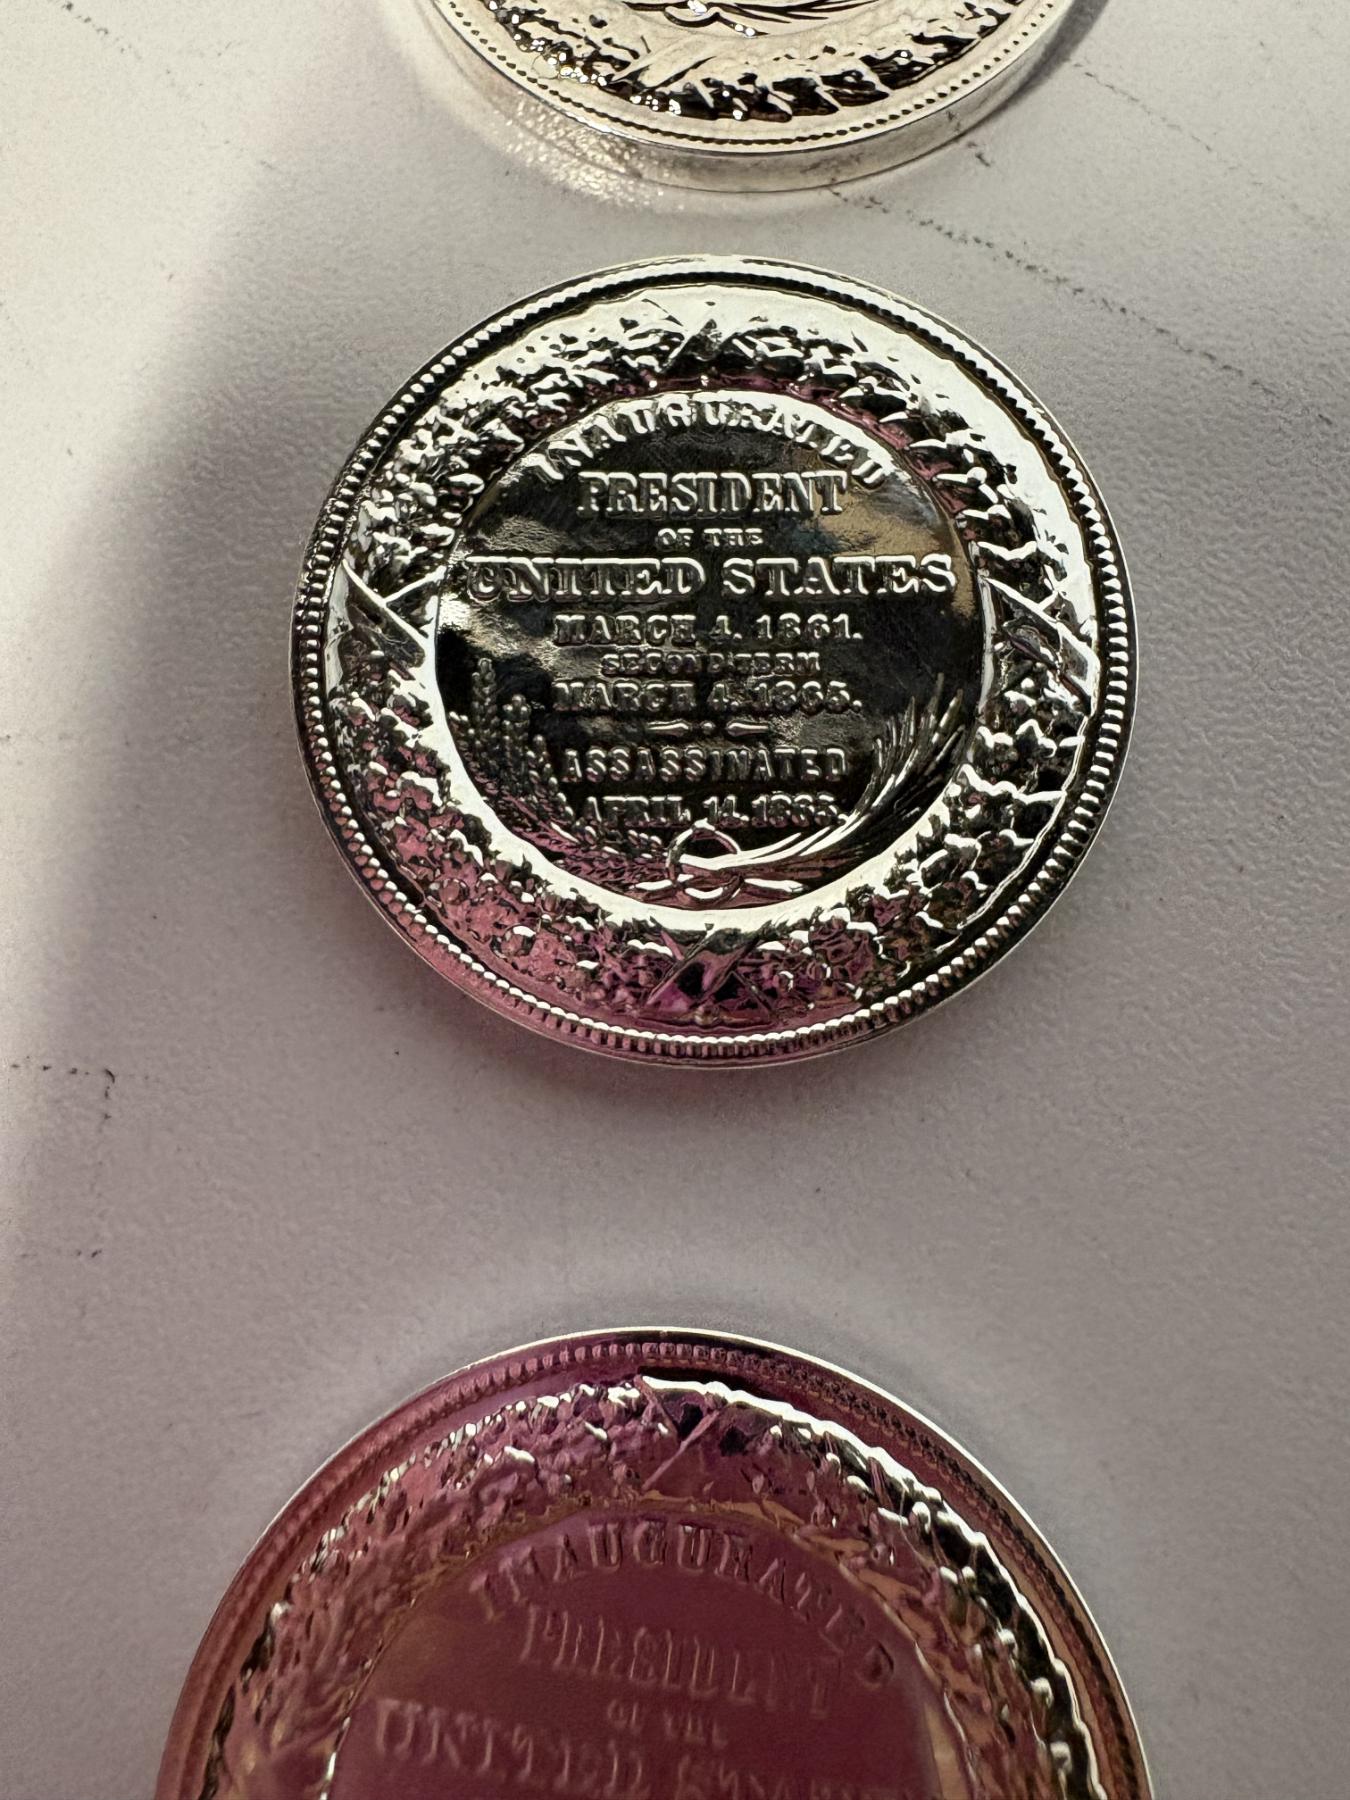 INAUGURATED
PRESIDENT
OF THE
UNITED STATES
MARCH 4. 1861.
SECOND TERM
MARCH 4. 1865.
ASSASSINATED
APRIL 14. 1865.
INAUGURATED
PRESIDENT
OF THE
UNITED